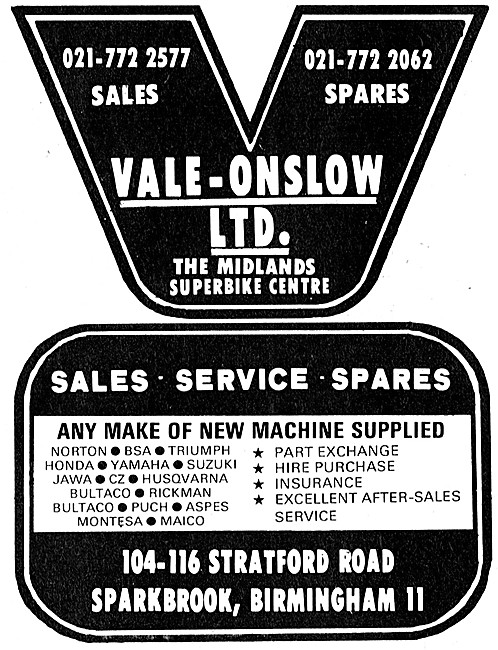 021-772 2577
SALES
021-772 2062
SPARES
VALE-ONSLOW
LTD.
THE MIDLANDS
SUPERBIKE CENTRE
SALES · SERVICE · SPARES
ANY MAKE OF NEW MACHINE SUPPLIED
NORTON ● BSA ● TRIUMPH
HONDA ● YAMAHA ● SUZUKI
JAWA ● CZ ● HUSQVARNA
BULTACO ● RICKMAN
BULTACO ● PUCH ● ASPES
MONTESA ● MAICO
★ PART EXCHANGE
★ HIRE PURCHASE
★ INSURANCE
★ EXCELLENT AFTER-SALES
SERVICE
104-116 STRATFORD ROAD
SPARKBROOK, BIRMINGHAM 11